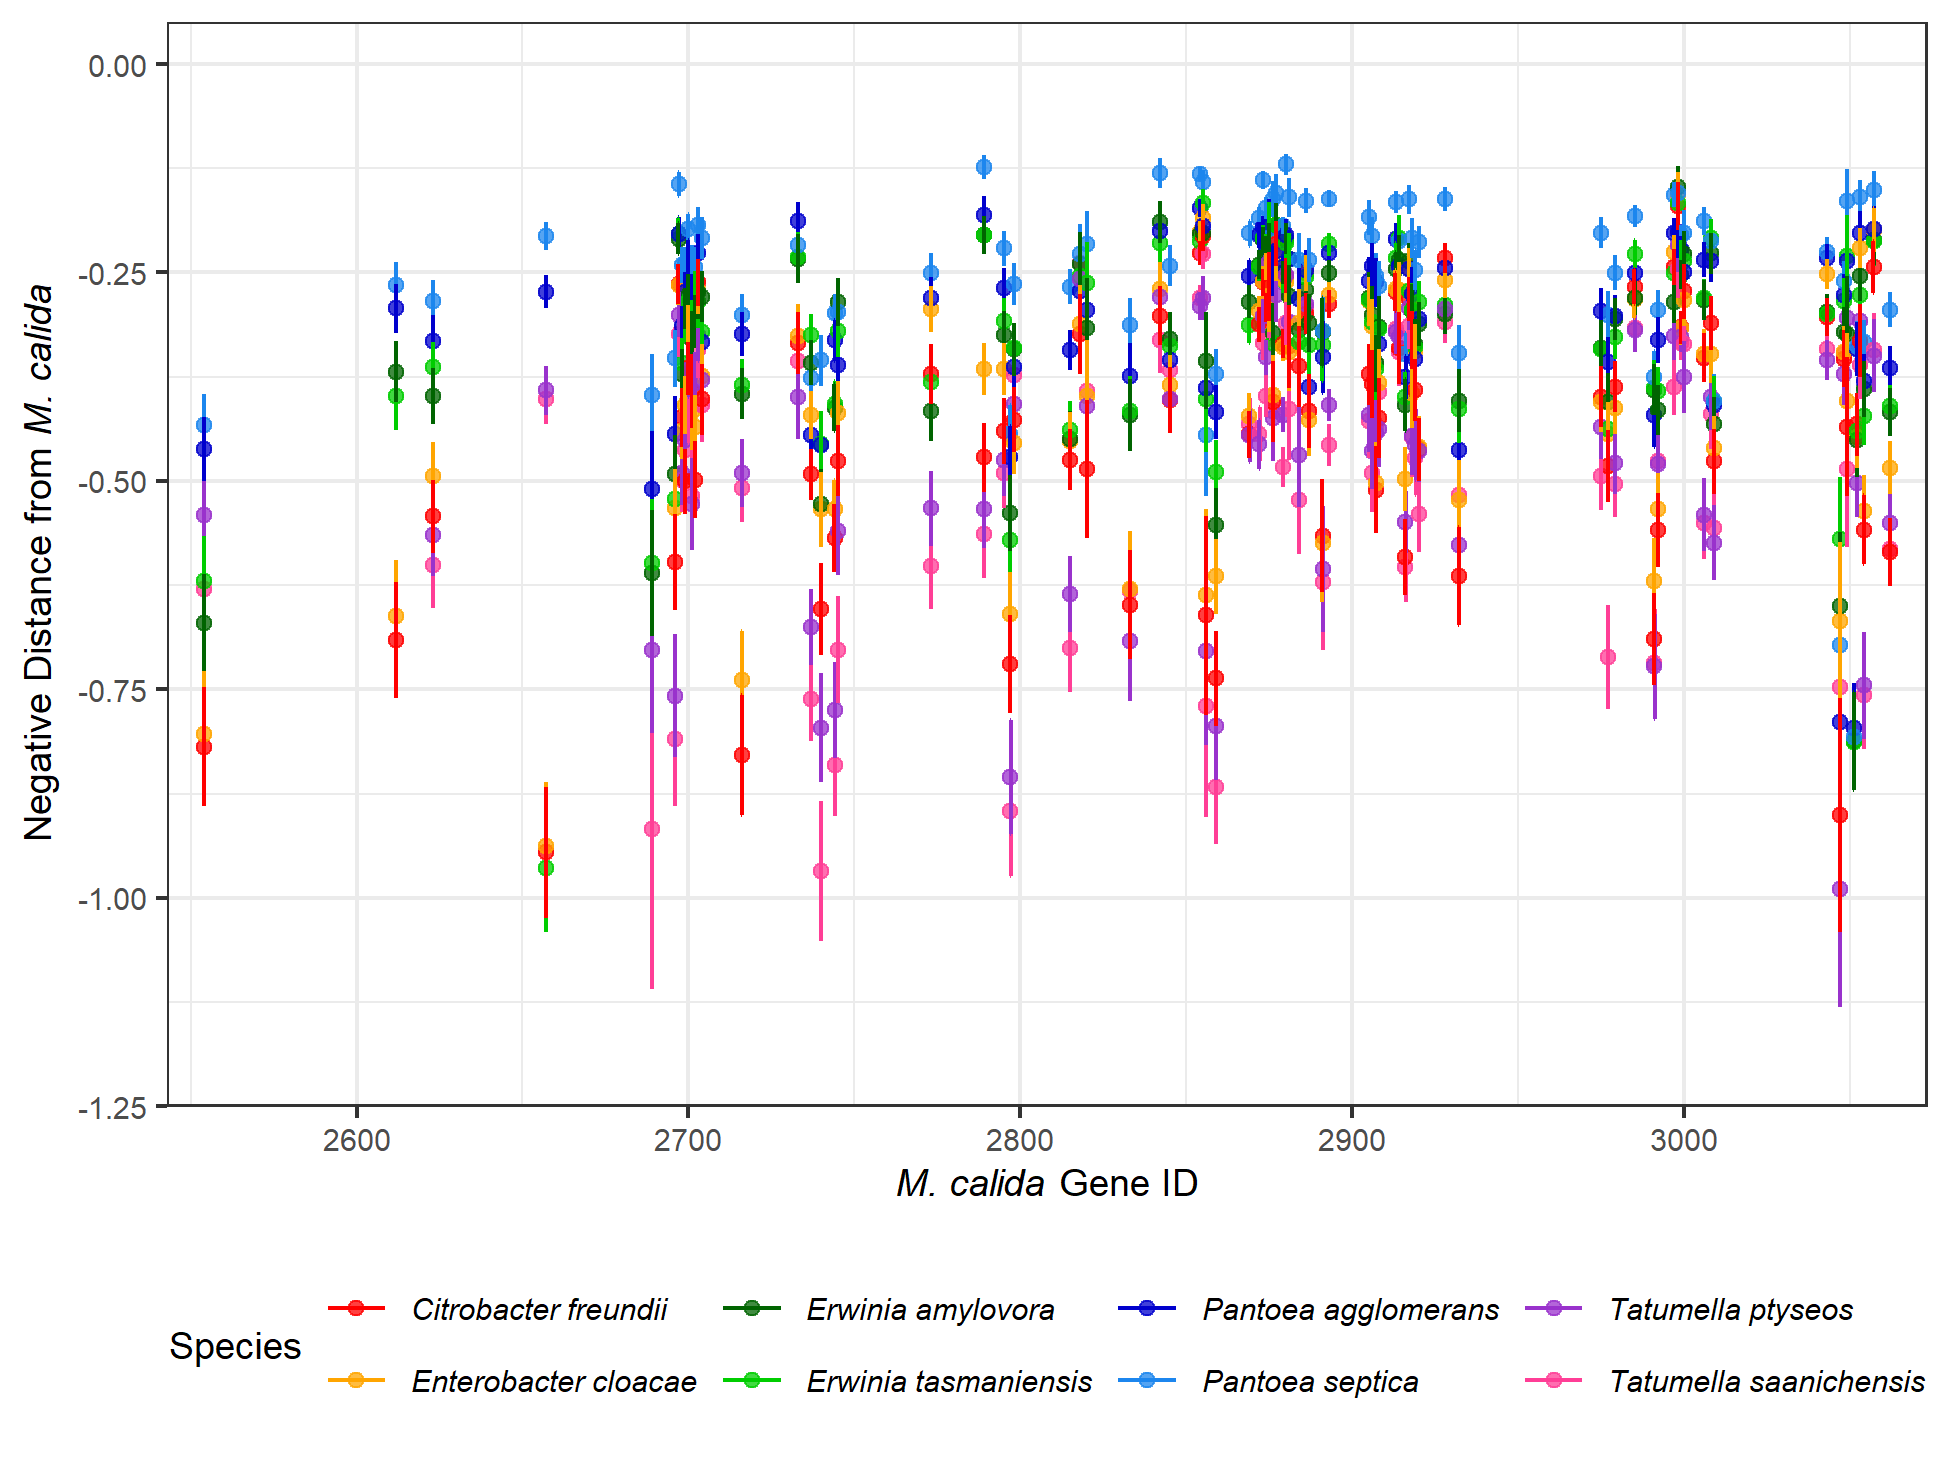 Negative Distance from M. calida
0.00
-0.25
-0.50
-0.75
-1.00
-1.25
2600 2700 2800 2900 3000
M. calida Gene ID
Species
Citrobacter freundii Erwinia amylovora Pantoea agglomerans Tatumella ptyseos
Enterobacter cloacae Erwinia tasmaniensis Pantoea septica Tatumella saanichensis